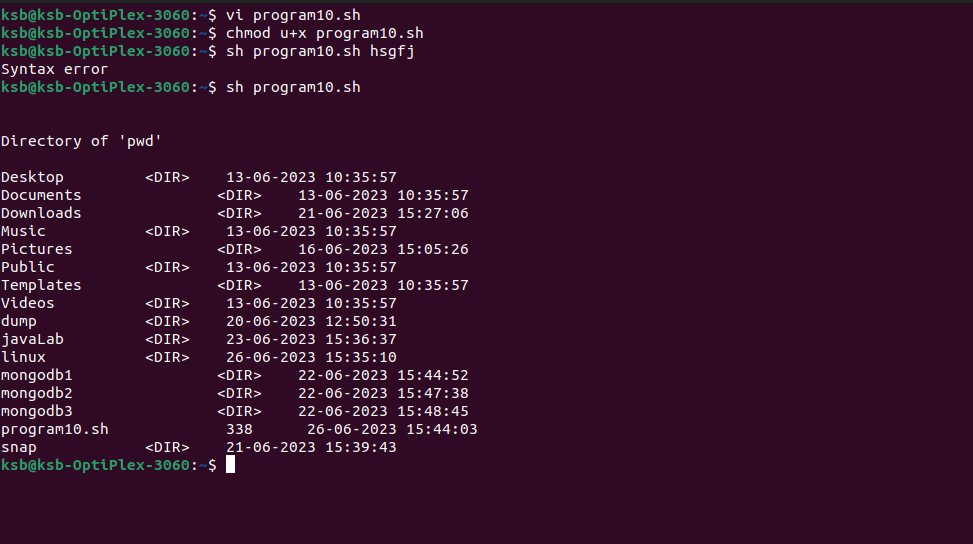 ksb@ksb-OptiPlex-3060:~$ vi program10.sh
ksb@ksb-OptiPlex-3060:~$ chmod u+x program10.sh
ksb@ksb-OptiPlex-3060:~$ sh program10.sh hsgfj
Syntax error
ksb@ksb-OptiPlex-3060:~$ sh program10.sh
Directory of 'pwd'
Desktop         <DIR>    13-06-2023 10:35:57
Documents               <DIR>    13-06-2023 10:35:57
Downloads               <DIR>    21-06-2023 15:27:06
Music           <DIR>    13-06-2023 10:35:57
Pictures                <DIR>    16-06-2023 15:05:26
Public          <DIR>    13-06-2023 10:35:57
Templates               <DIR>    13-06-2023 10:35:57
Videos          <DIR>    13-06-2023 10:35:57
dump            <DIR>    20-06-2023 12:50:31
javaLab         <DIR>    23-06-2023 15:36:37
linux           <DIR>    26-06-2023 15:35:10
mongodb1                <DIR>    22-06-2023 15:44:52
mongodb2                <DIR>    22-06-2023 15:47:38
mongodb3                <DIR>    22-06-2023 15:48:45
program10.sh             338      26-06-2023 15:44:03
snap            <DIR>    21-06-2023 15:39:43
ksb@ksb-OptiPlex-3060:~$